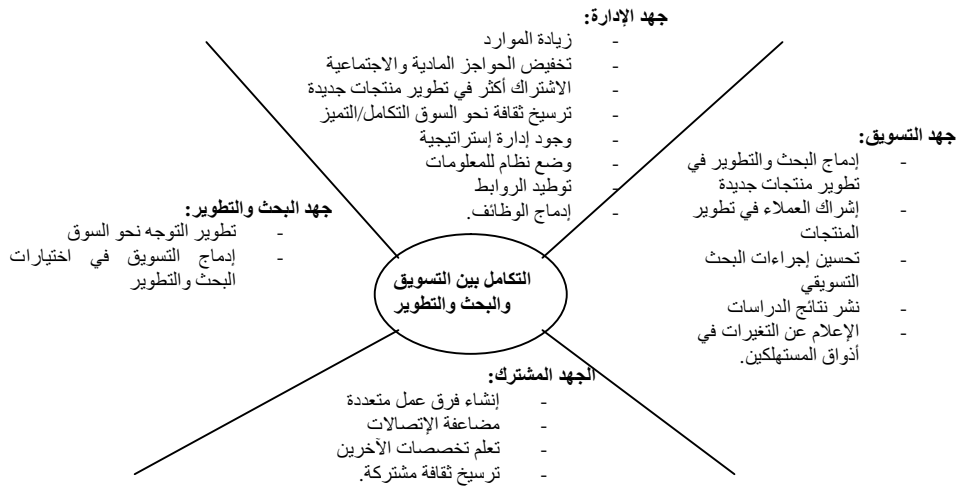 جهد الإدارة:
- زيادة الموارد
- تخفيض الحواجز المادية والاجتماعية
- الاشتراك أكثر في تطوير منتجات جديدة
- ترسيخ ثقافة نحو السوق التكامل/التميز
- وجود إدارة إستراتيجية
- وضع نظام للمعلومات
- توطيد الروابط
- إدماج الوظائف.
جهد التسويق:
- إدماج البحث والتطوير في
تطوير منتجات جديدة
- إشراك العملاء في تطوير
المنتجات
- تحسين إجراءات البحث
التسويقي
- نشر نتائج الدراسات
- الإعلام عن التغيرات في
أذواق المستهلكين.
جهد البحث والتطوير:
- تطوير التوجه نحو السوق
- إدماج التسويق في اختيارات
البحث والتطوير
التكامل بين التسويق
والبحث والتطوير
الجهد المشترك:
- إنشاء فرق عمل متعددة
- مضاعفة الإتصالات
- تعلم تخصصات الآخرين
- ترسيخ ثقافة مشتركة.